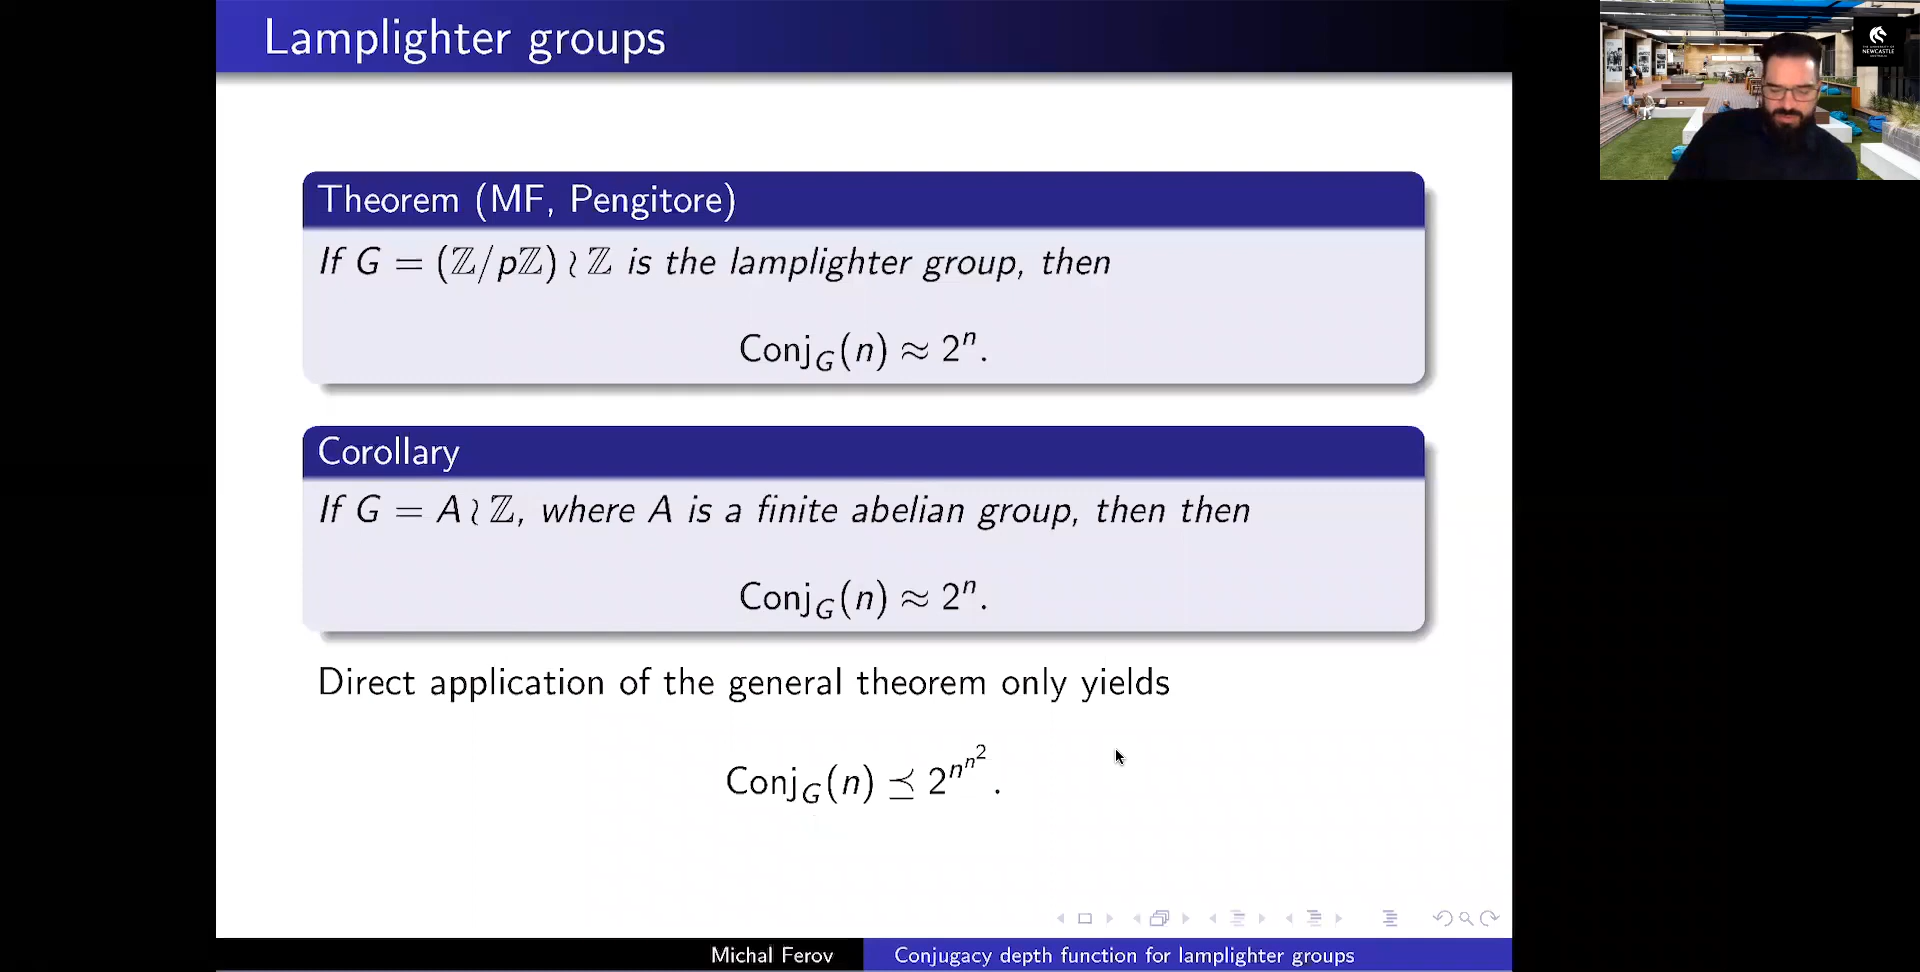 Lamplighter groups
Theorem (MF, Pengitore)
If G = (ℤ/pℤ) ≀ ℤ is the lamplighter group, then
Conj_G(n) ≈ 2^n.
Corollary
If G = A ≀ ℤ, where A is a finite abelian group, then then
Conj_G(n) ≈ 2^n.
Direct application of the general theorem only yields
Conj_G(n) ⪯ 2^{n^{n^2}}.
Michal Ferov
Conjugacy depth function for lamplighter groups
NEWCASTLE